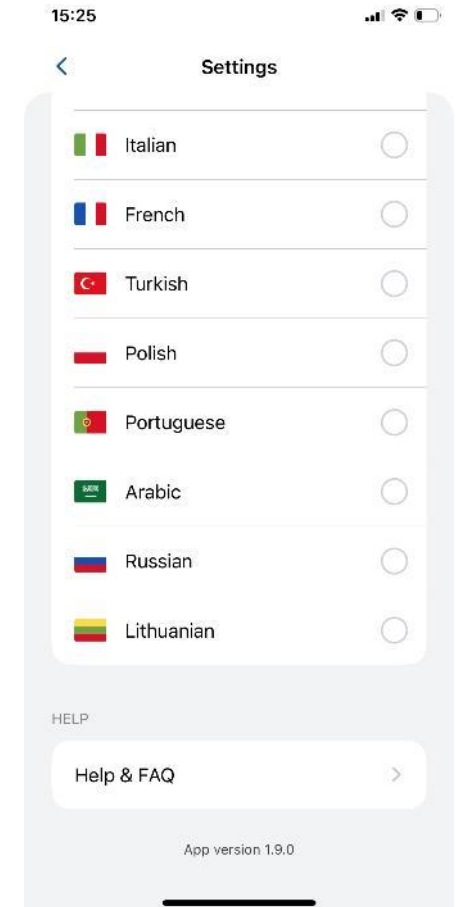 15:25
Settings
Italian
French
Turkish
Polish
Portuguese
Arabic
Russian
Lithuanian
HELP
Help & FAQ
App version 1.9.0